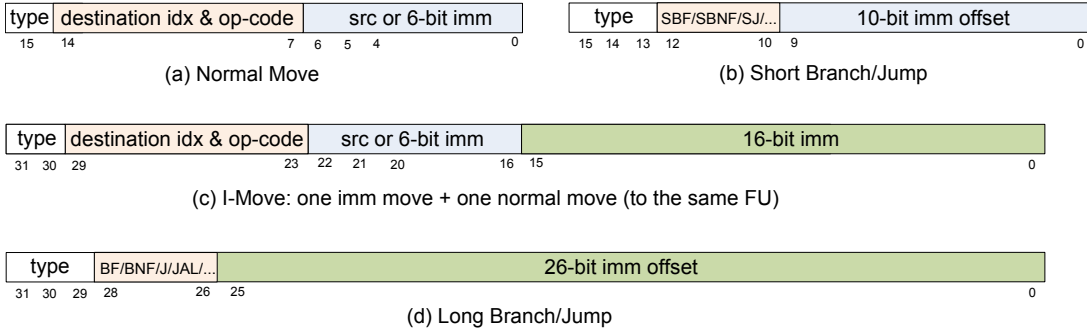 type destination idx & op-code src or 6-bit imm
15 14 7 6 5 4 0
(a) Normal Move
type SBF/SBNF/SJ/... 10-bit imm offset
15 14 13 12 10 9 0
(b) Short Branch/Jump
type destination idx & op-code src or 6-bit imm 16-bit imm
31 30 29 23 22 21 20 16 15 0
(c) I-Move: one imm move + one normal move (to the same FU)
type BF/BNF/J/JAL/... 26-bit imm offset
31 30 29 28 26 25 0
(d) Long Branch/Jump